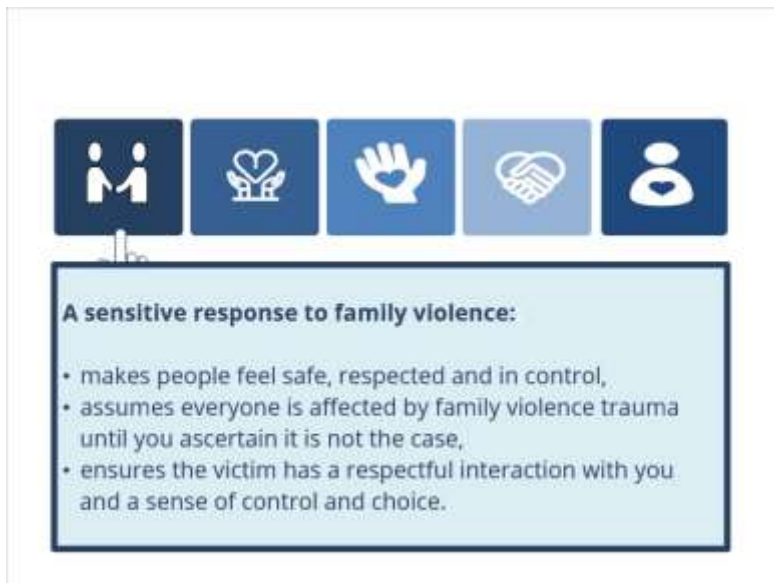 A sensitive response to family violence:
• makes people feel safe, respected and in control,
• assumes everyone is affected by family violence trauma
until you ascertain it is not the case,
• ensures the victim has a respectful interaction with you
and a sense of control and choice.